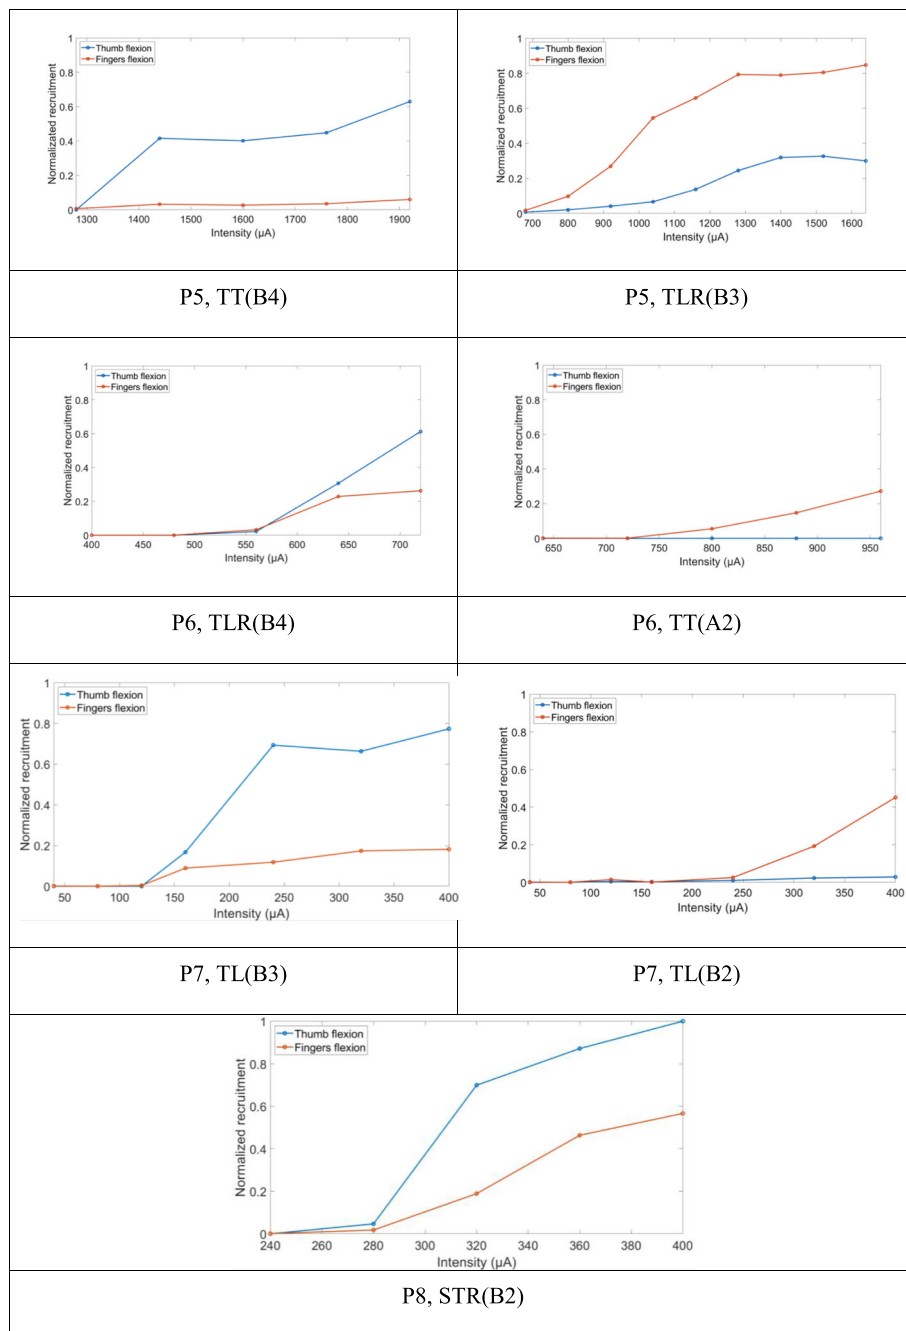 1
Thumb flexion
Fingers flexion
0.8
0.6
0.4
0.2
0
Normalizated recruitment
1300 1400 1500 1600 1700 1800 1900
Intensity (µA)
1
Thumb flexion
Fingers flexion
0.8
0.6
0.4
0.2
0
Normalized recruitment
700 800 900 1000 1100 1200 1300 1400 1500 1600
Intensity (µA)
P5, TT(B4)
P5, TLR(B3)
1
Thumb flexion
Fingers flexion
0.8
0.6
0.4
0.2
0
Normalized recruitment
400 450 500 550 600 650 700
Intensity (µA)
1
Thumb flexion
Fingers flexion
0.8
0.6
0.4
0.2
0
Normalized recruitment
650 700 750 800 850 900 950
Intensity (µA)
P6, TLR(B4)
P6, TT(A2)
1
Thumb flexion
Fingers flexion
0.8
0.6
0.4
0.2
0
Normalized recruitment
50 100 150 200 250 300 350 400
Intensity (µA)
1
Thumb flexion
Fingers flexion
0.8
0.6
0.4
0.2
0
Normalized recruitment
50 100 150 200 250 300 350 400
Intensity (µA)
P7, TL(B3)
P7, TL(B2)
1
Thumb flexion
Fingers flexion
0.8
0.6
0.4
0.2
0
Normalized recruitment
240 260 280 300 320 340 360 380 400
Intensity (µA)
P8, STR(B2)